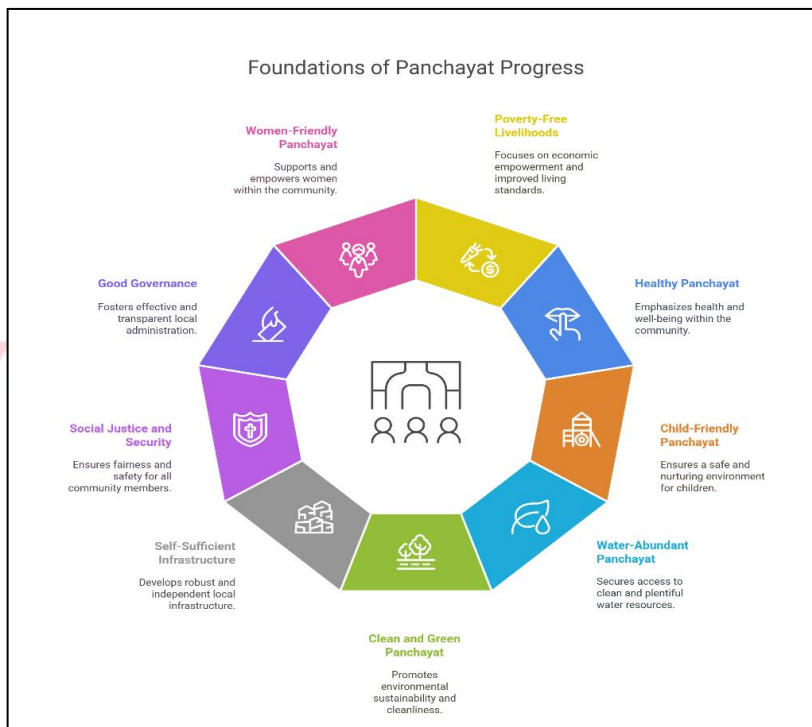 Foundations of Panchayat Progress
Women-Friendly
Panchayat
Supports and
empowers women
within the community.
Poverty-Free
Livelihoods
Focuses on economic
empowerment and
improved living
standards.
Good Governance
Fosters effective and
transparent local
administration.
Healthy Panchayat
Emphasizes health and
well-being within the
community.
Social Justice and
Security
Ensures fairness and
safety for all
community members.
Child-Friendly
Panchayat
Ensures a safe and
nurturing environment
for children.
Self-Sufficient
Infrastructure
Develops robust and
independent local
infrastructure.
Water-Abundant
Panchayat
Secures access to
clean and plentiful
water resources.
Clean and Green
Panchayat
Promotes
environmental
sustainability and
cleanliness.